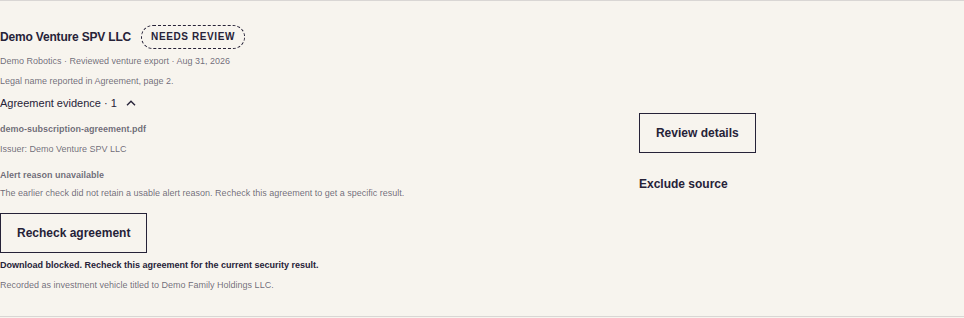 Demo Venture SPV LLC NEEDS REVIEW
Demo Robotics · Reviewed venture export · Aug 31, 2026
Legal name reported in Agreement, page 2.
Agreement evidence · 1
demo-subscription-agreement.pdf
Issuer: Demo Venture SPV LLC
Alert reason unavailable
The earlier check did not retain a usable alert reason. Recheck this agreement to get a specific result.
Recheck agreement
Download blocked. Recheck this agreement for the current security result.
Recorded as investment vehicle titled to Demo Family Holdings LLC.
Review details
Exclude source